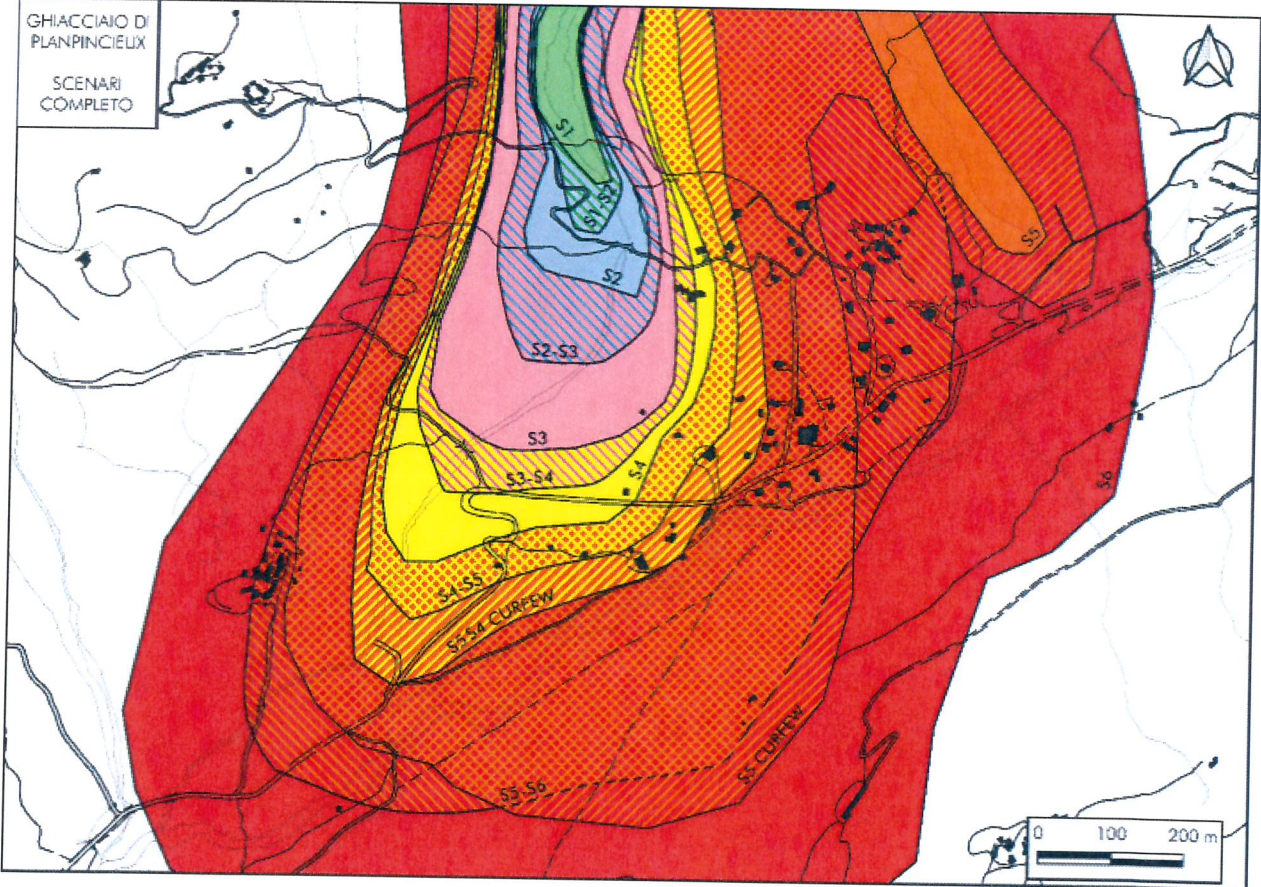 GHIACCIAIO DI
PLANPINCIEUX
SCENARI
COMPLETO
S1
S1-S2
S2
S2-S3
S3
S3-S4
S4
S4-S5
S5-S4 CURFEW
S5-S6
S5 CURFEW
S5
S6
0 100 200 m